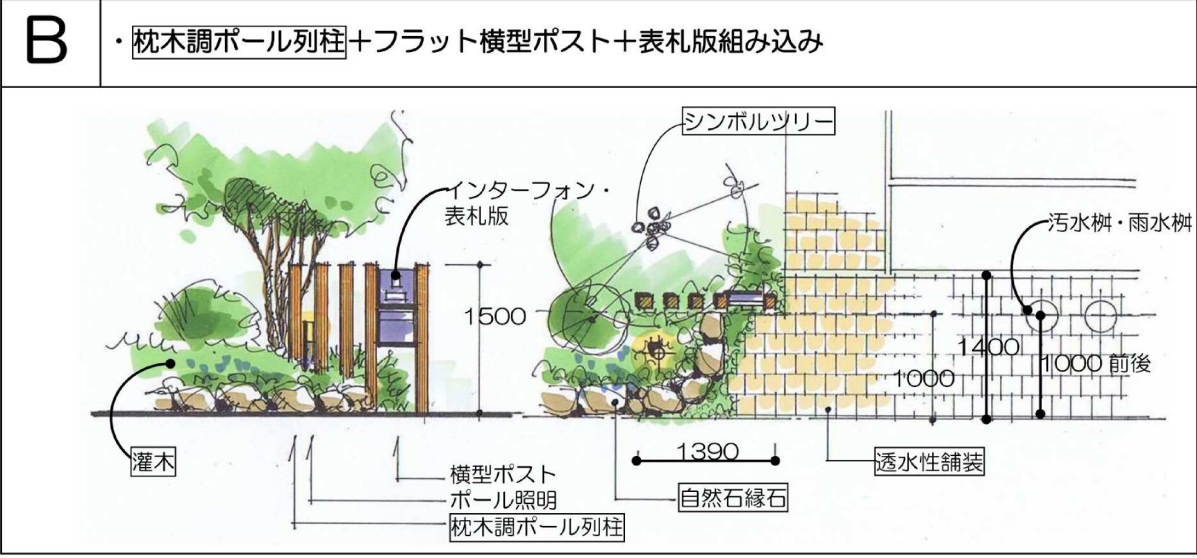 B
・枕木調ポール列柱＋フラット横型ポスト＋表札版組み込み
シンボルツリー
インターフォン・
表札版
汚水桝・雨水桝
1500
1400
1000前後
1000
1390
灌木
横型ポスト
ポール照明
枕木調ポール列柱
自然石縁石
透水性舗装